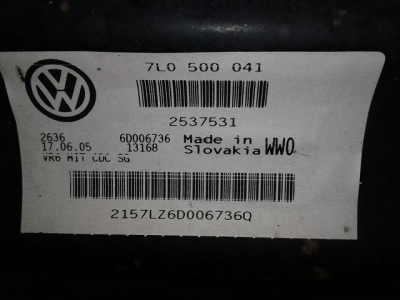 7L0 500 041
2537531
2636 6D006736 Made in
17.06.05 13168 Slovakia WWO
VR6 MIT CDC SG
2157LZ6D006736Q